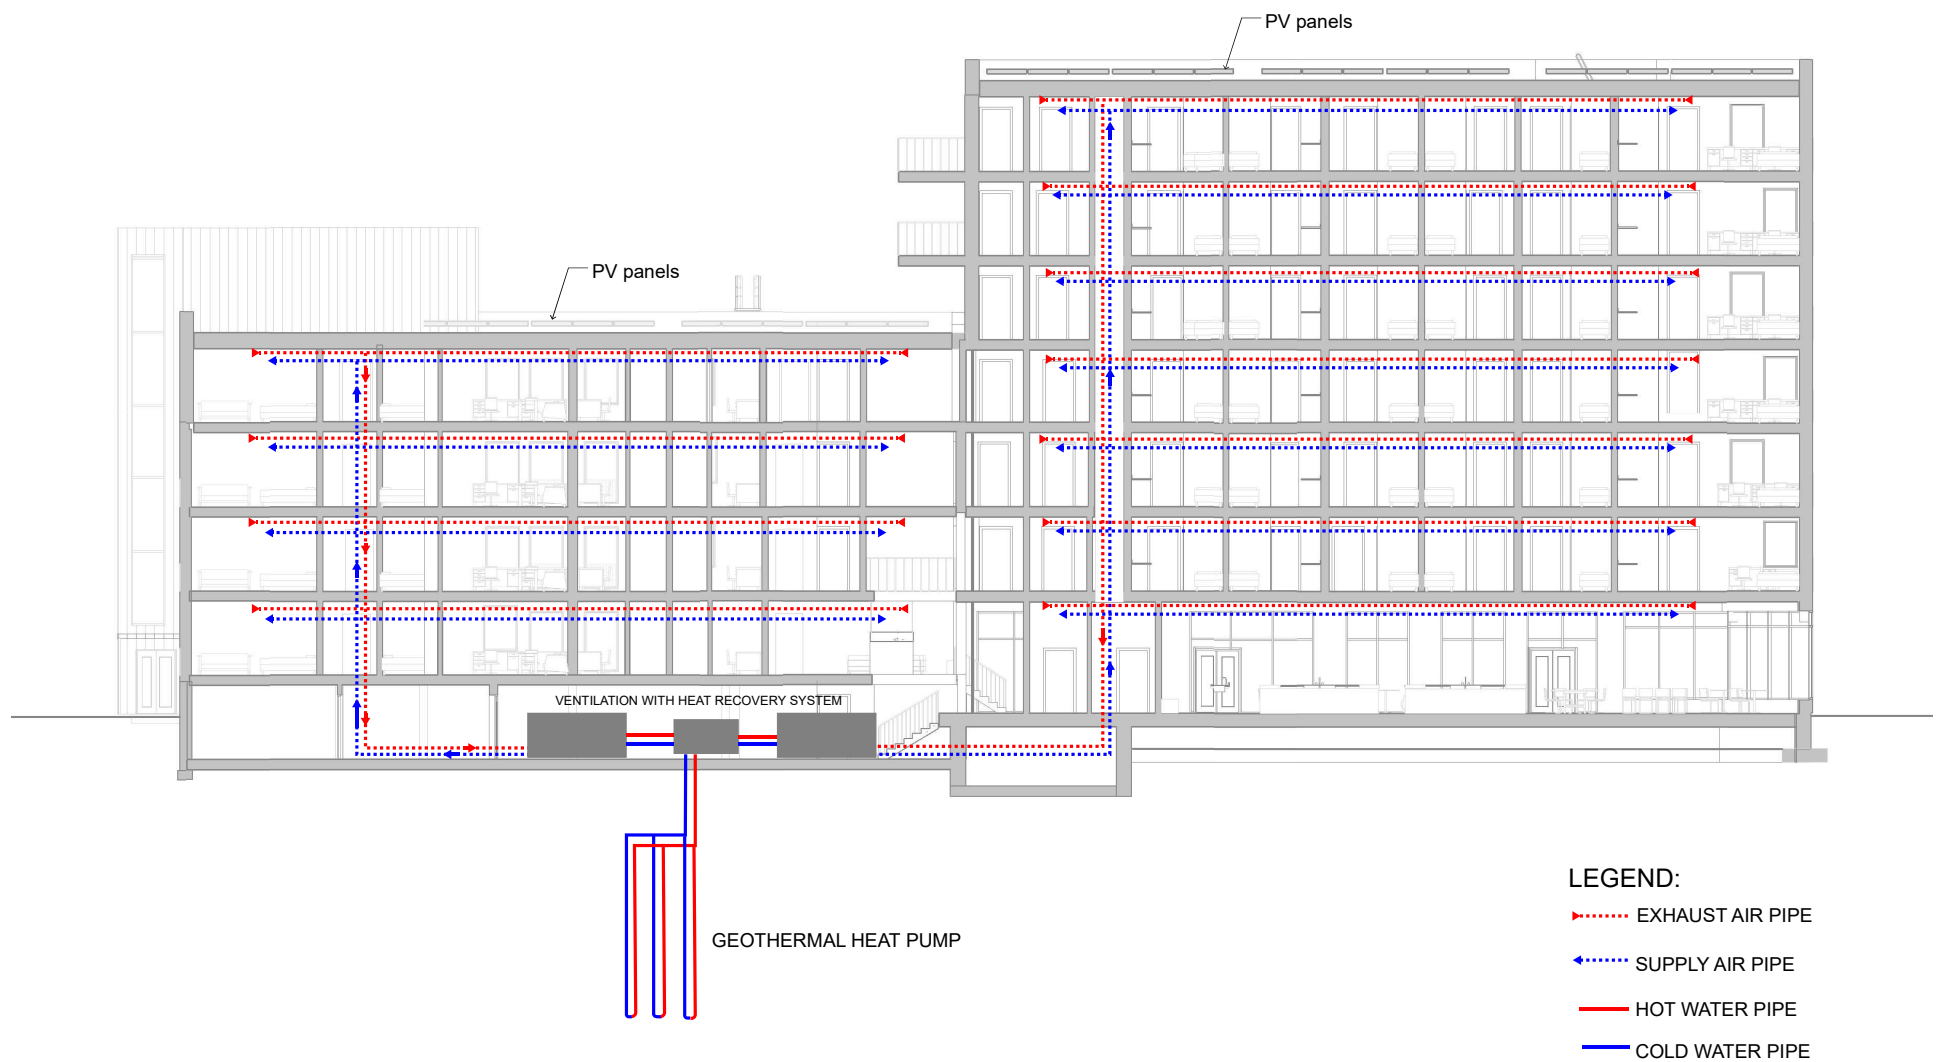 PV panels
PV panels
VENTILATION WITH HEAT RECOVERY SYSTEM
GEOTHERMAL HEAT PUMP
LEGEND:
EXHAUST AIR PIPE
SUPPLY AIR PIPE
HOT WATER PIPE
COLD WATER PIPE